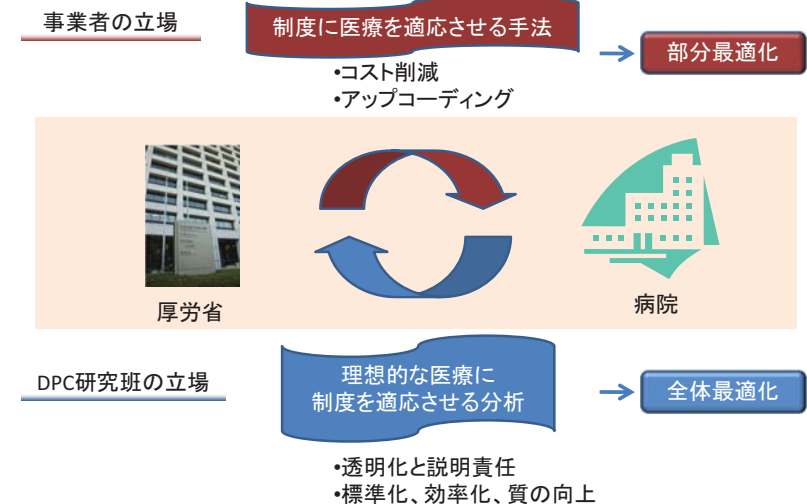 事業者の立場
制度に医療を適応させる手法
部分最適化
•コスト削減
•アップコーディング
厚労省
病院
DPC研究班の立場
理想的な医療に
制度を適応させる分析
全体最適化
•透明化と説明責任
•標準化、効率化、質の向上